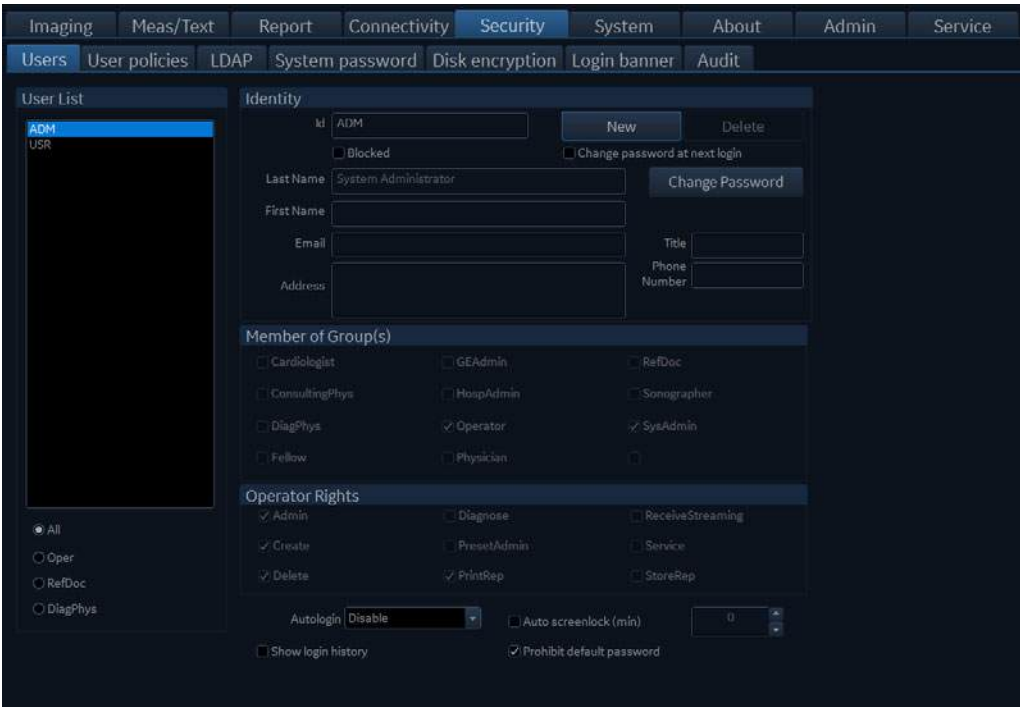 Imaging Meas/Text Report Connectivity Security System About Admin Service
Users User policies LDAP System password Disk encryption Login banner Audit
User List
ADM
USR
All
Oper
RefDoc
DiagPhys
Identity
Id ADM New Delete
Blocked Change password at next login
Last Name System Administrator Change Password
First Name
Email Title
Address Phone Number
Member of Group(s)
Cardiologist GEAdmin RefDoc
ConsultingPhys HospAdmin Sonographer
DiagPhys Operator SysAdmin
Fellow Physician
Operator Rights
Admin Diagnose ReceiveStreaming
Create PresetAdmin Service
Delete PrintRep StoreRep
Autologin Disable Auto screenlock (min) 0
Show login history Prohibit default password